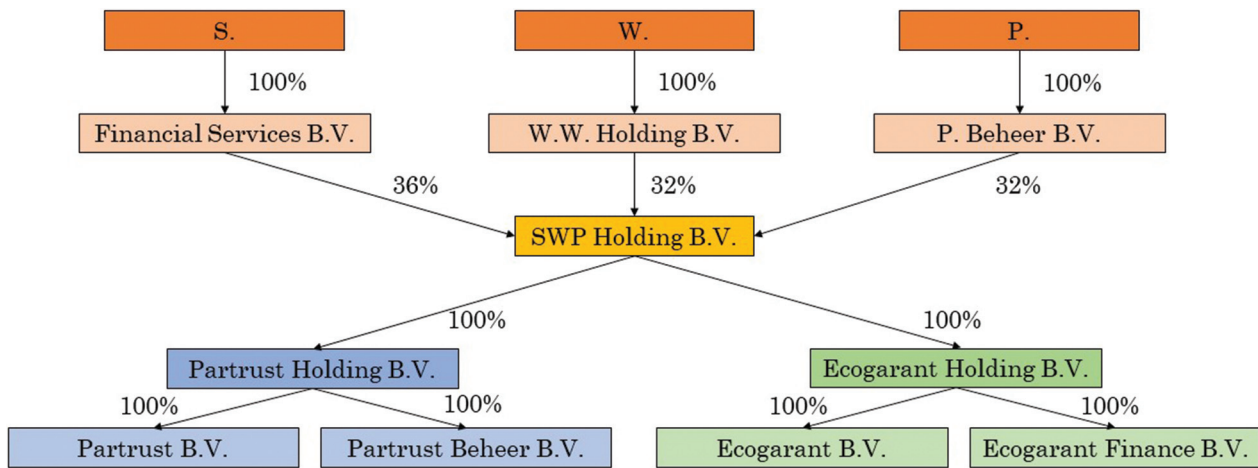 S.
W.
P.
100%
100%
100%
Financial Services B.V.
W.W. Holding B.V.
P. Beheer B.V.
36%
32%
32%
SWP Holding B.V.
100%
100%
Partrust Holding B.V.
Ecogarant Holding B.V.
100%
100%
100%
100%
Partrust B.V.
Partrust Beheer B.V.
Ecogarant B.V.
Ecogarant Finance B.V.